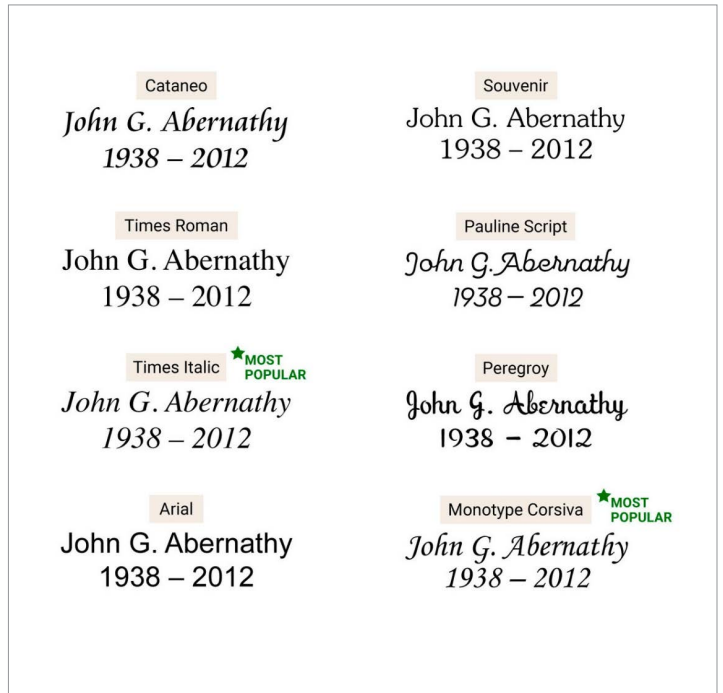 Cataneo
John G. Abernathy
1938 – 2012
Souvenir
John G. Abernathy
1938 – 2012
Times Roman
John G. Abernathy
1938 – 2012
Pauline Script
John G. Abernathy
1938 – 2012
Times Italic
MOST
POPULAR
John G. Abernathy
1938 – 2012
Peregroy
John G. Abernathy
1938 – 2012
Arial
John G. Abernathy
1938 – 2012
Monotype Corsiva
MOST
POPULAR
John G. Abernathy
1938 – 2012